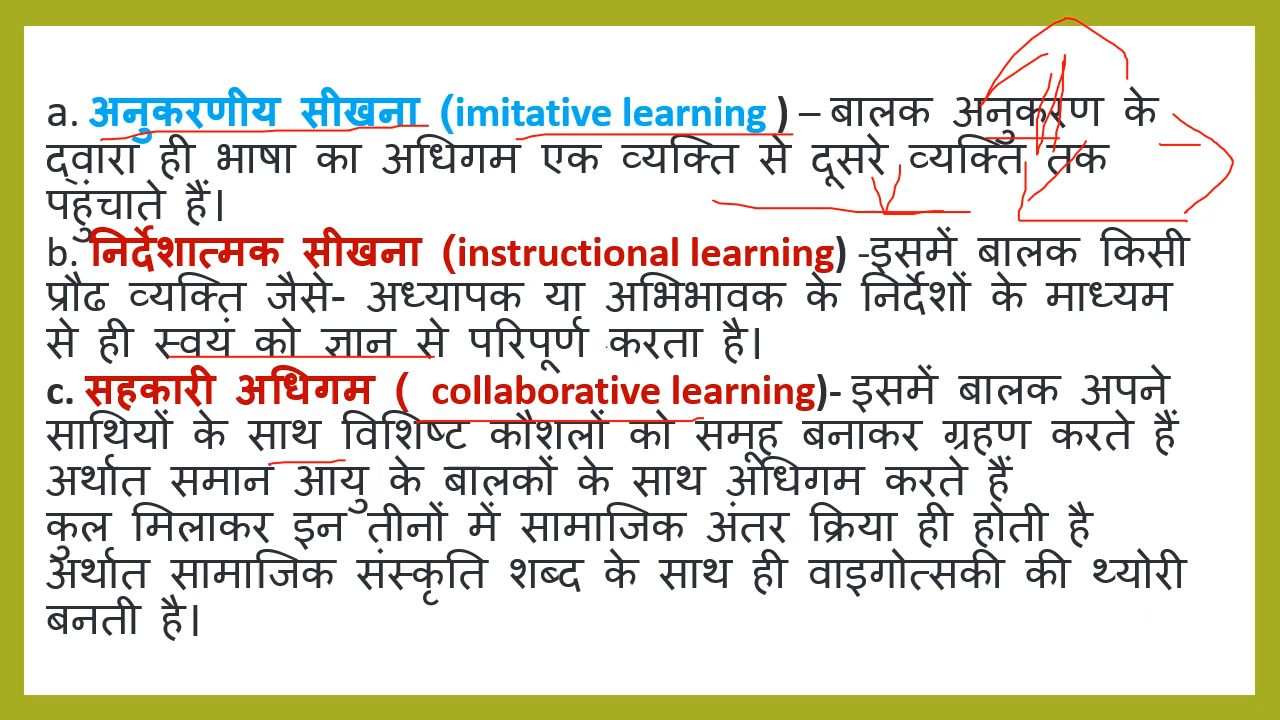 a. अनुकरणीय सीखना (imitative learning ) – बालक अनुकरण के
द्वारा ही भाषा का अधिगम एक व्यक्ति से दूसरे व्यक्ति तक
पहुंचाते हैं।
b. निर्देशात्मक सीखना (instructional learning) -इसमें बालक किसी
प्रौढ व्यक्ति जैसे- अध्यापक या अभिभावक के निर्देशों के माध्यम
से ही स्वयं को ज्ञान से परिपूर्ण करता है।
c. सहकारी अधिगम ( collaborative learning)- इसमें बालक अपने
साथियों के साथ विशिष्ट कौशलों को समूह बनाकर ग्रहण करते हैं
अर्थात समान आयु के बालकों के साथ अधिगम करते हैं
कुल मिलाकर इन तीनों में सामाजिक अंतर क्रिया ही होती है
अर्थात सामाजिक संस्कृति शब्द के साथ ही वाइगोत्सकी की थ्योरी
बनती है।